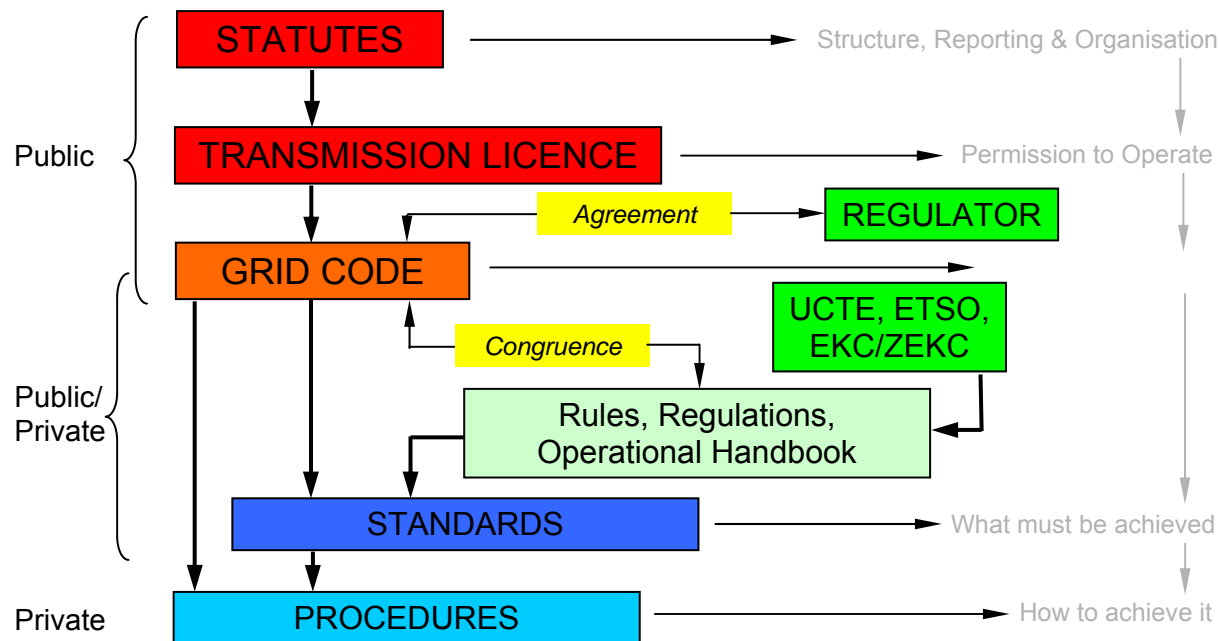 STATUTES
Structure, Reporting & Organisation
Public
TRANSMISSION LICENCE
Permission to Operate
Agreement
REGULATOR
GRID CODE
UCTE, ETSO,
EKC/ZEKC
Congruence
Public/
Private
Rules, Regulations,
Operational Handbook
STANDARDS
What must be achieved
Private
PROCEDURES
How to achieve it